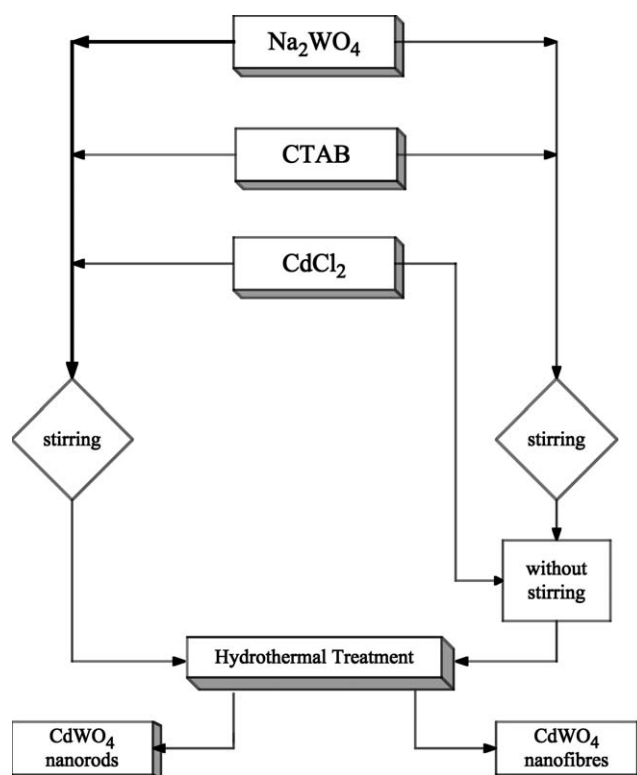 Na₂WO₄
CTAB
CdCl₂
stirring
stirring
without
stirring
Hydrothermal Treatment
CdWO₄
nanorods
CdWO₄
nanofibres